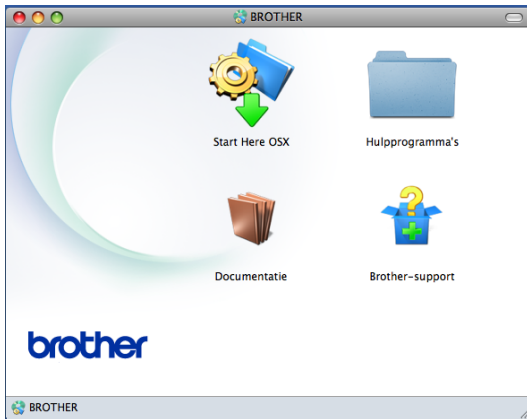 BROTHER
Start Here OSX
Hulpprogramma's
Documentatie
Brother-support
brother
BROTHER